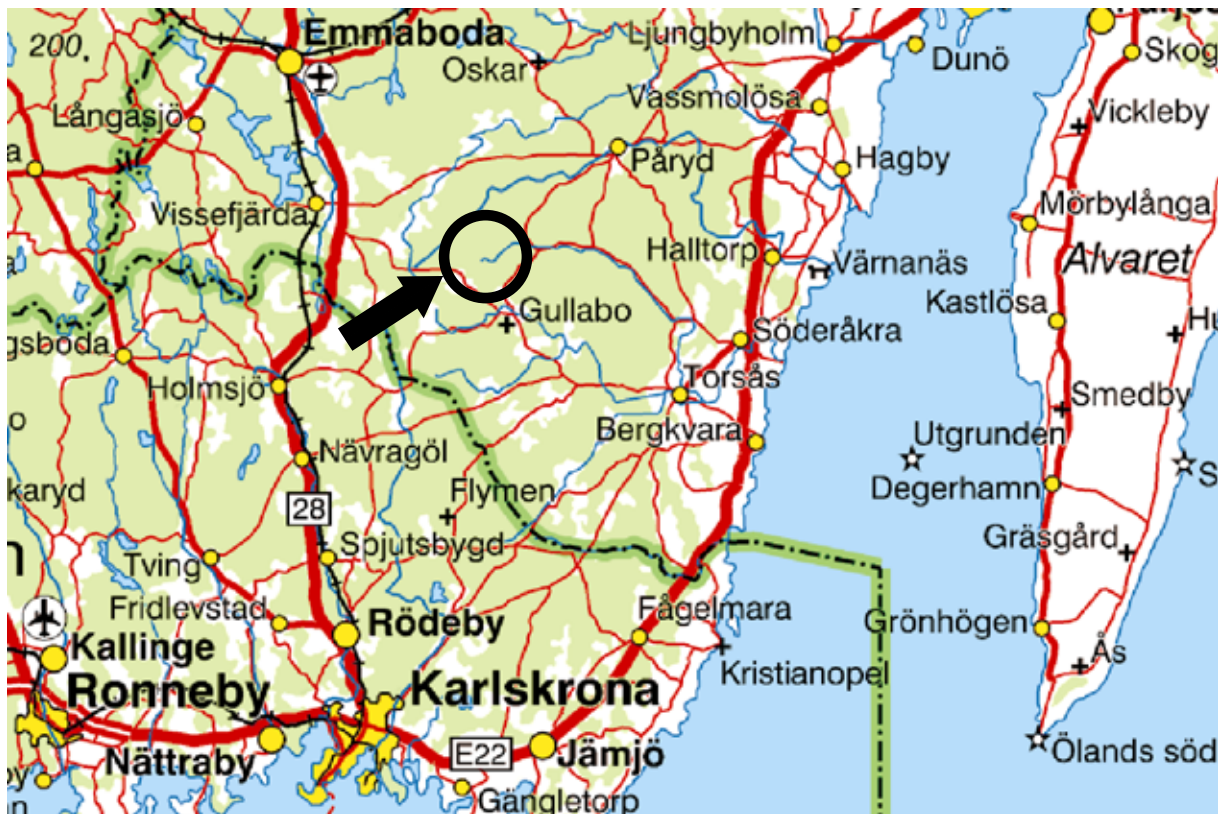 Emmaboda
200.
Oskar
Ljungbyholm
Dunö
Skog
Långasjö
Vassmolösa
Vickleby
Påryd
Hagby
Vissefjärda
Mörbylånga
Halltorp
Värnanäs
Alvaret
Gullabo
Kastlösa
Hu
gsboda
Söderåkra
Holmsjö
Torsås
Smedby
Bergkvara
Utgrunden
Nävragöl
karyd
Flymen
Degerhamn
S
28
Gräsgård
Tving
Spjutsbygd
Fridlevstad
Fågelmara
Grönhögen
Rödeby
Kallinge
Ås
Kristianopel
Ronneby
Karlskrona
E22
Jämjö
Nättraby
Ölands söd
Gängletorp